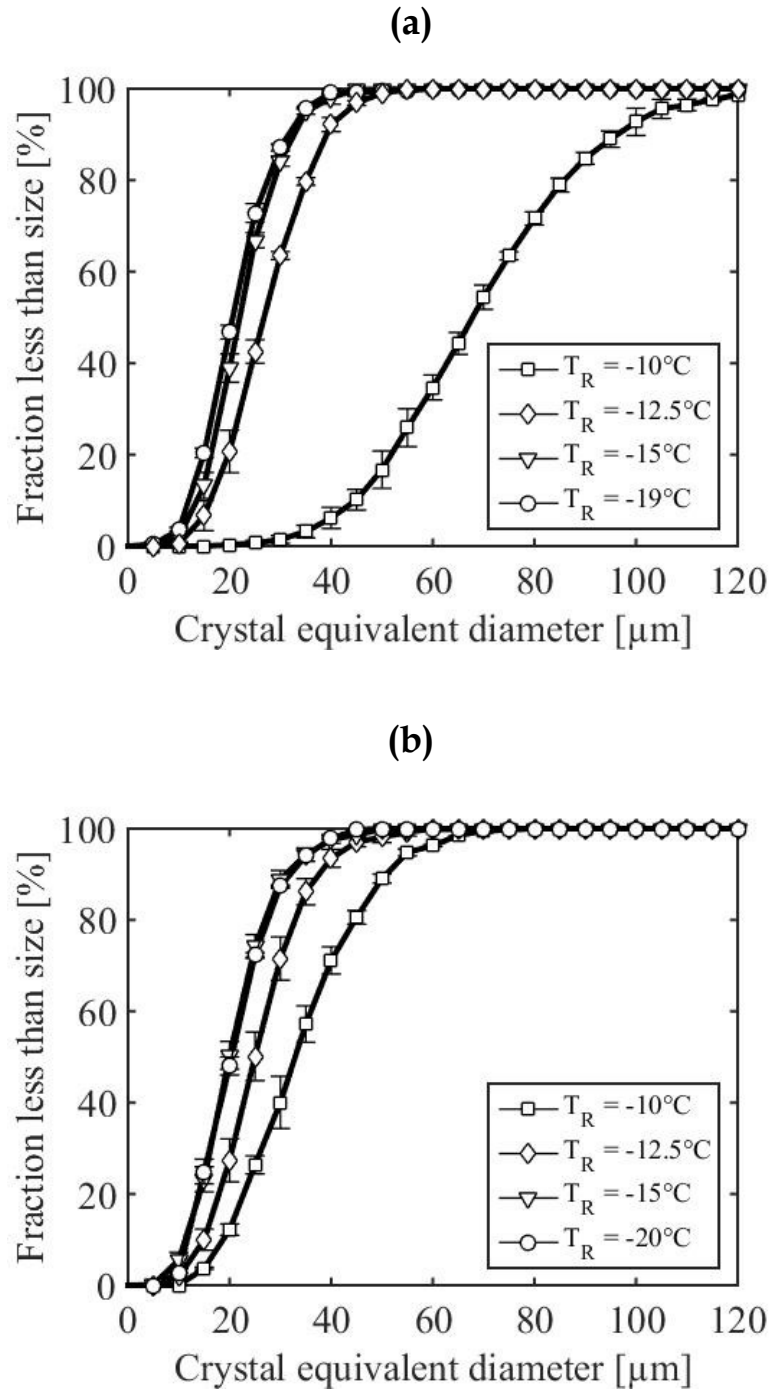 (a)
100
80
60
40
20
0
Fraction less than size [%]
T_R = -10°C
T_R = -12.5°C
T_R = -15°C
T_R = -19°C
0 20 40 60 80 100 120
Crystal equivalent diameter [µm]
(b)
100
80
60
40
20
0
Fraction less than size [%]
T_R = -10°C
T_R = -12.5°C
T_R = -15°C
T_R = -20°C
0 20 40 60 80 100 120
Crystal equivalent diameter [µm]